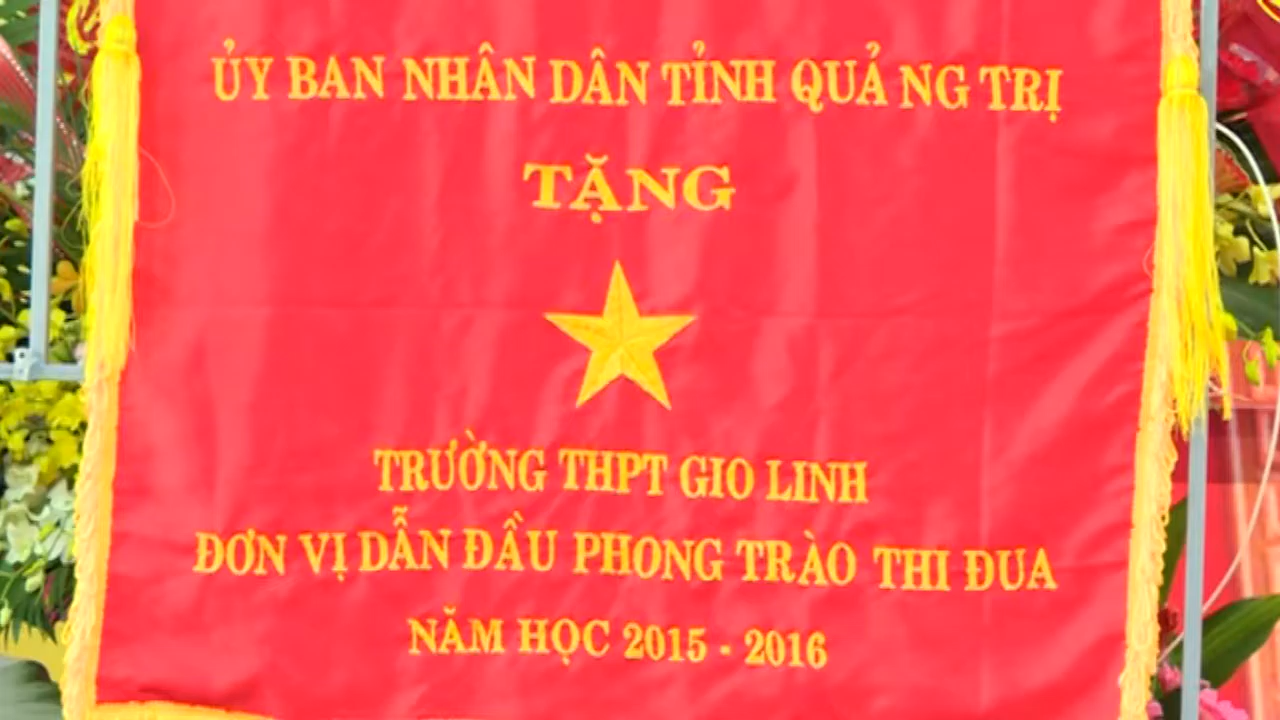 ỦY BAN NHÂN DÂN TỈNH QUẢNG TRỊ
TẶNG
TRƯỜNG THPT GIO LINH
ĐƠN VỊ DẪN ĐẦU PHONG TRÀO THI ĐUA
NĂM HỌC 2015 - 2016